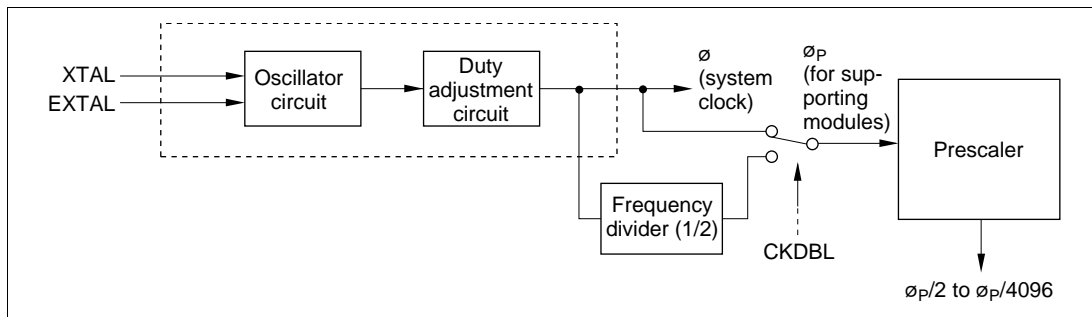 XTAL
EXTAL
Oscillator
circuit
Duty
adjustment
circuit
ø
(system
clock)
øP
(for sup-
porting
modules)
Prescaler
Frequency
divider (1/2)
CKDBL
øP/2 to øP/4096